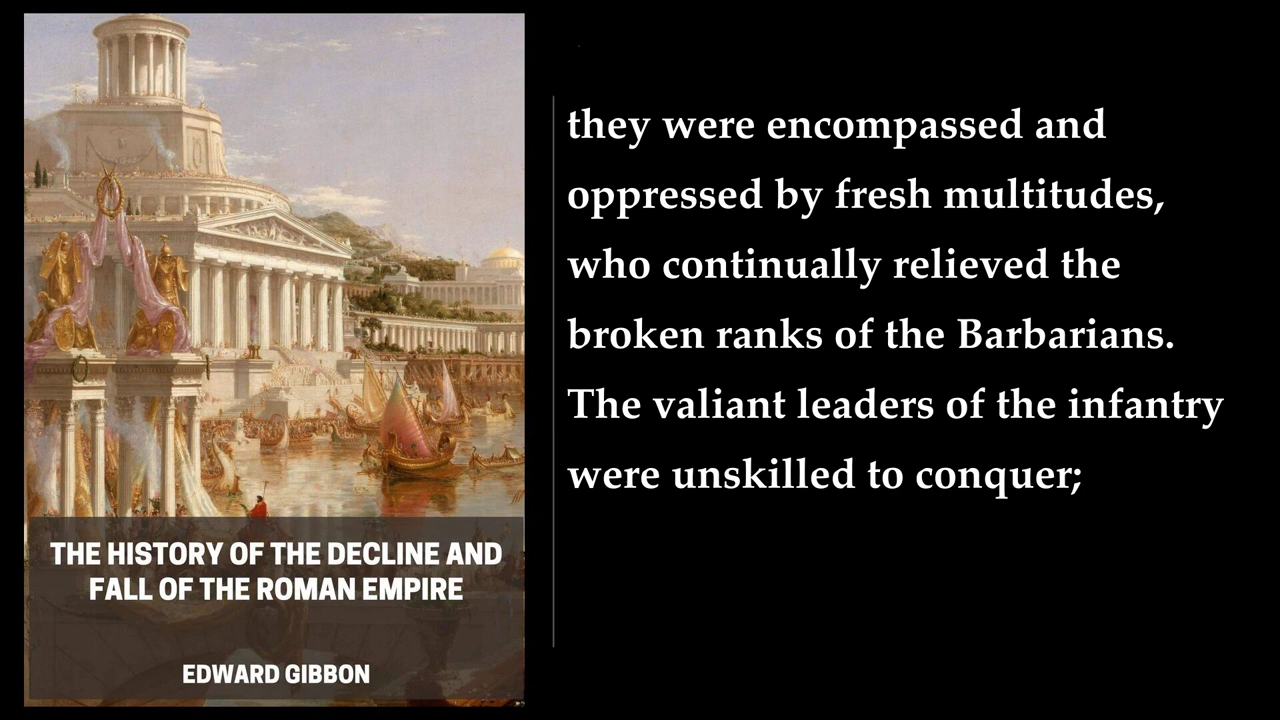 they were encompassed and
oppressed by fresh multitudes,
who continually relieved the
broken ranks of the Barbarians.
The valiant leaders of the infantry
were unskilled to conquer;
THE HISTORY OF THE DECLINE AND
FALL OF THE ROMAN EMPIRE
EDWARD GIBBON